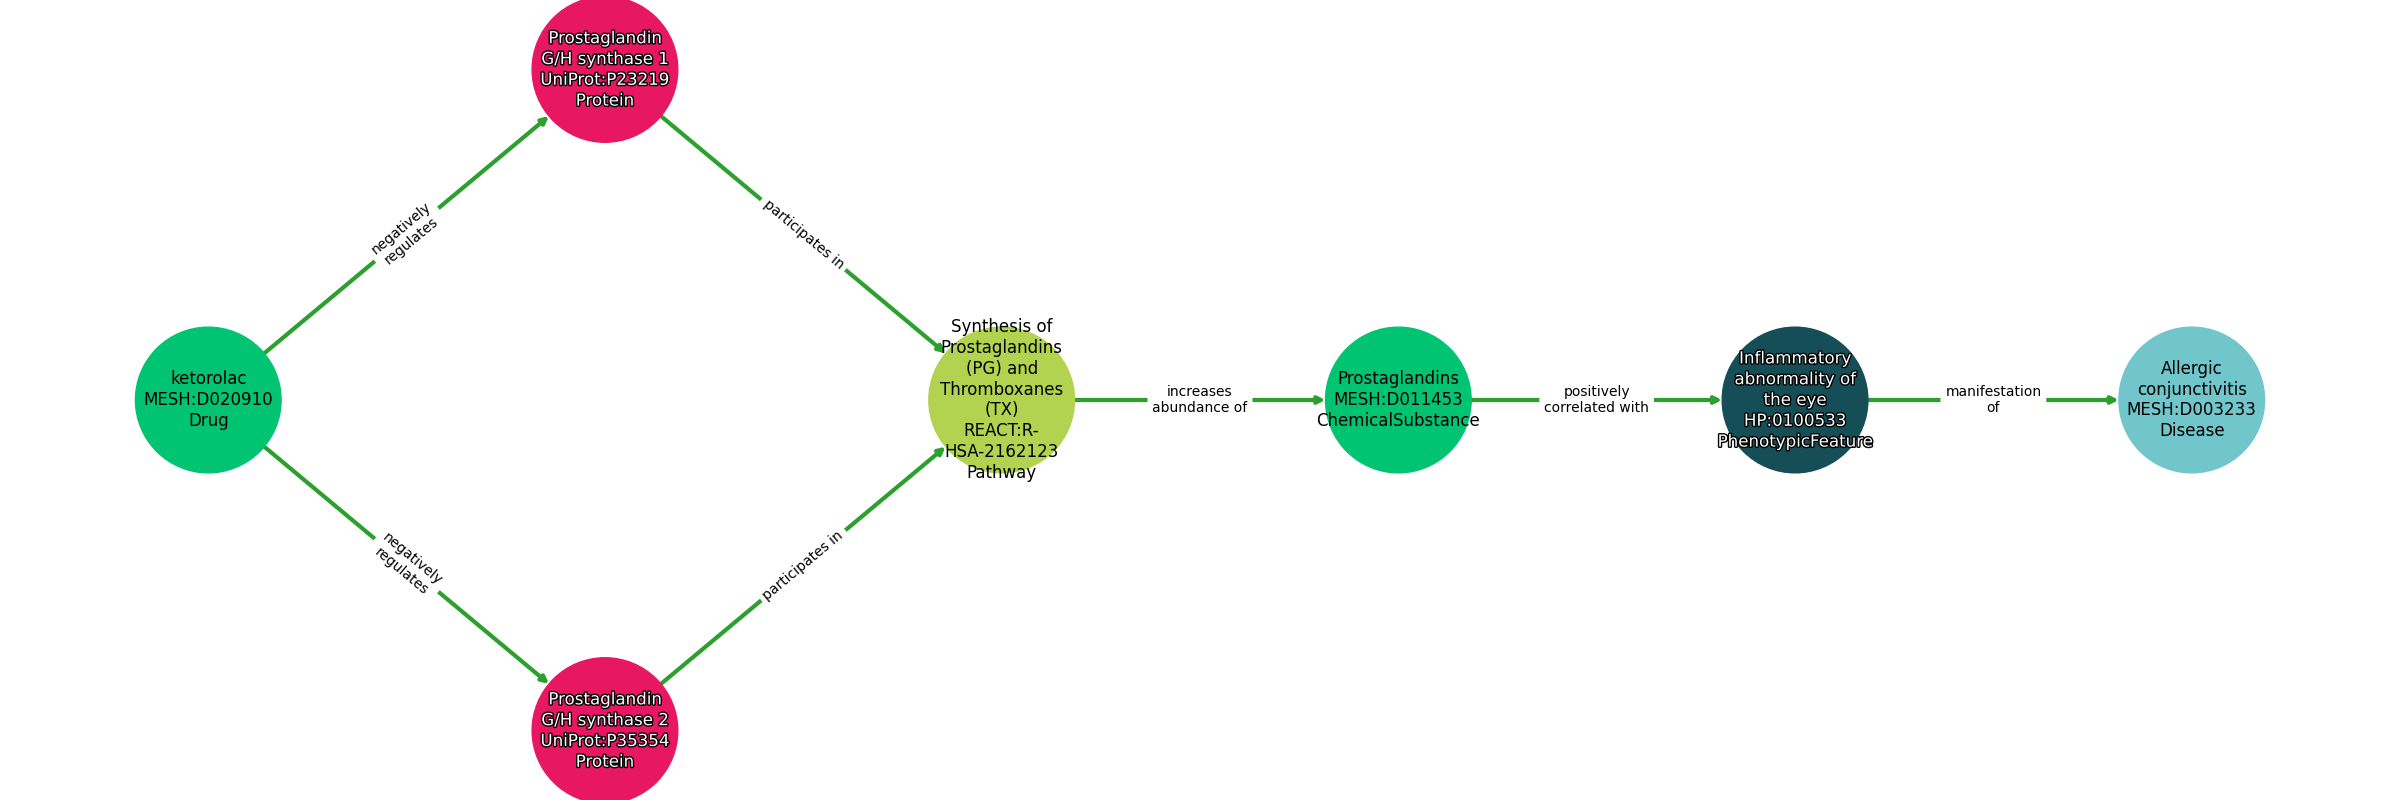 Prostaglandin
G/H synthase 1
UniProt:P23219
Protein
negatively
regulates
participates in
ketorolac
MESH:D020910
Drug
Synthesis of
Prostaglandins
(PG) and
Thromboxanes
(TX)
REACT:R-
HSA-2162123
Pathway
increases
abundance of
Prostaglandins
MESH:D011453
ChemicalSubstance
positively
correlated with
Inflammatory
abnormality of
the eye
HP:0100533
PhenotypicFeature
manifestation
of
Allergic
conjunctivitis
MESH:D003233
Disease
negatively
regulates
participates in
Prostaglandin
G/H synthase 2
UniProt:P35354
Protein